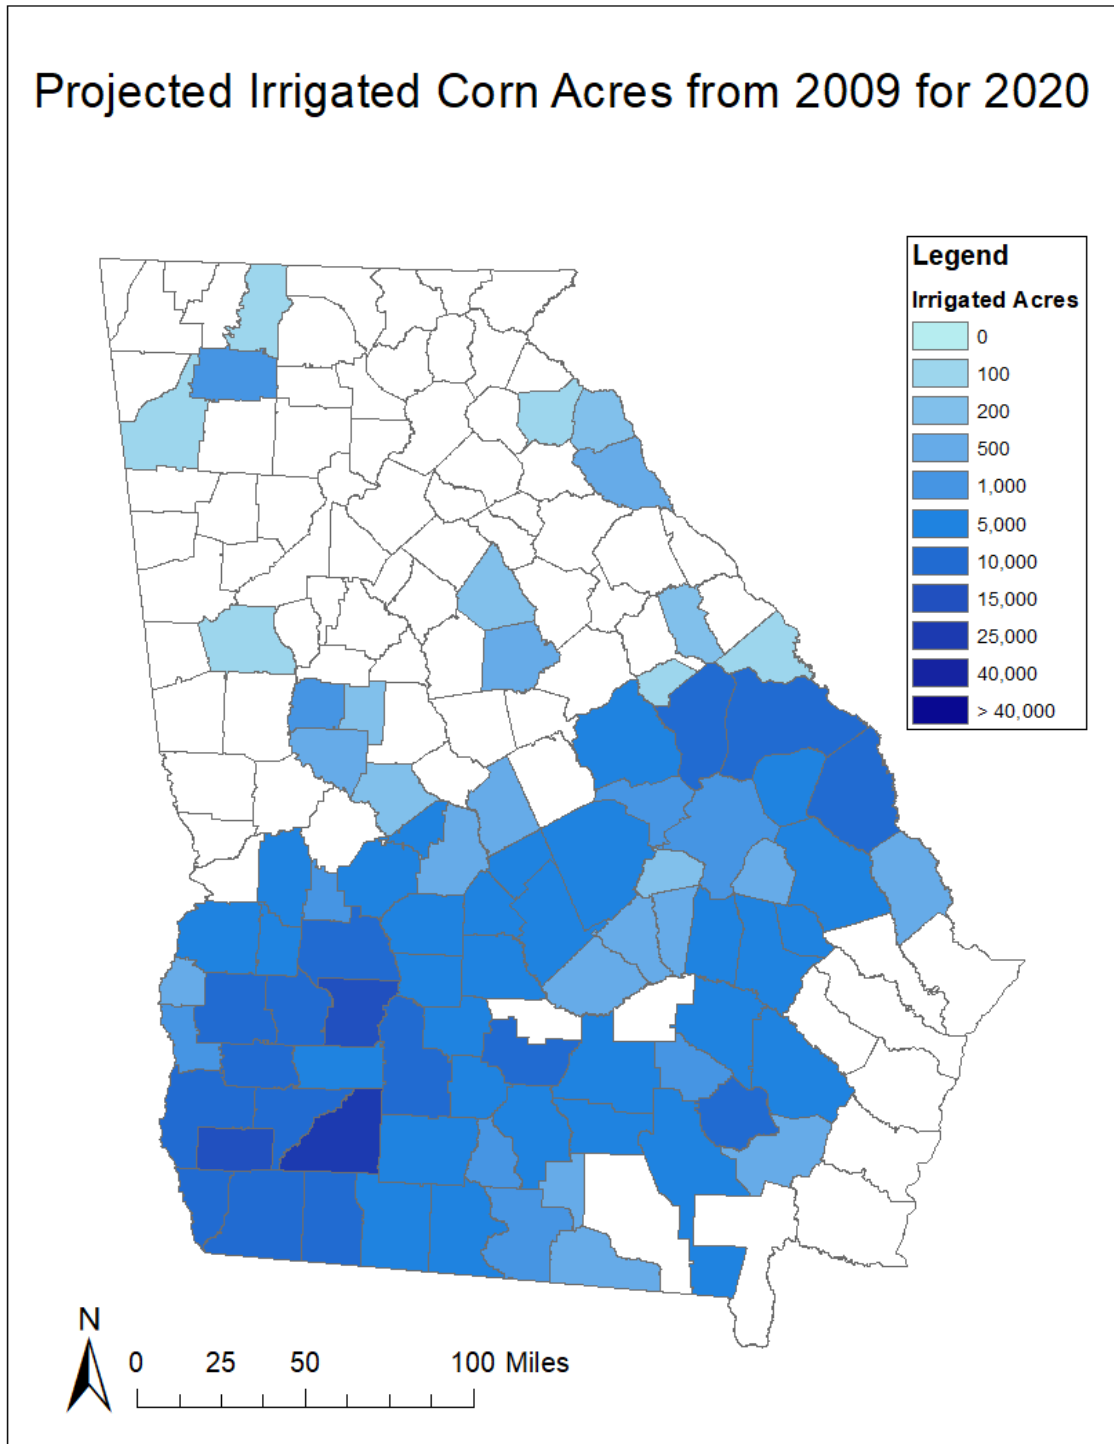 Projected Irrigated Corn Acres from 2009 for 2020
Legend
Irrigated Acres
0
100
200
500
1,000
5,000
10,000
15,000
25,000
40,000
> 40,000
N
0 25 50 100 Miles